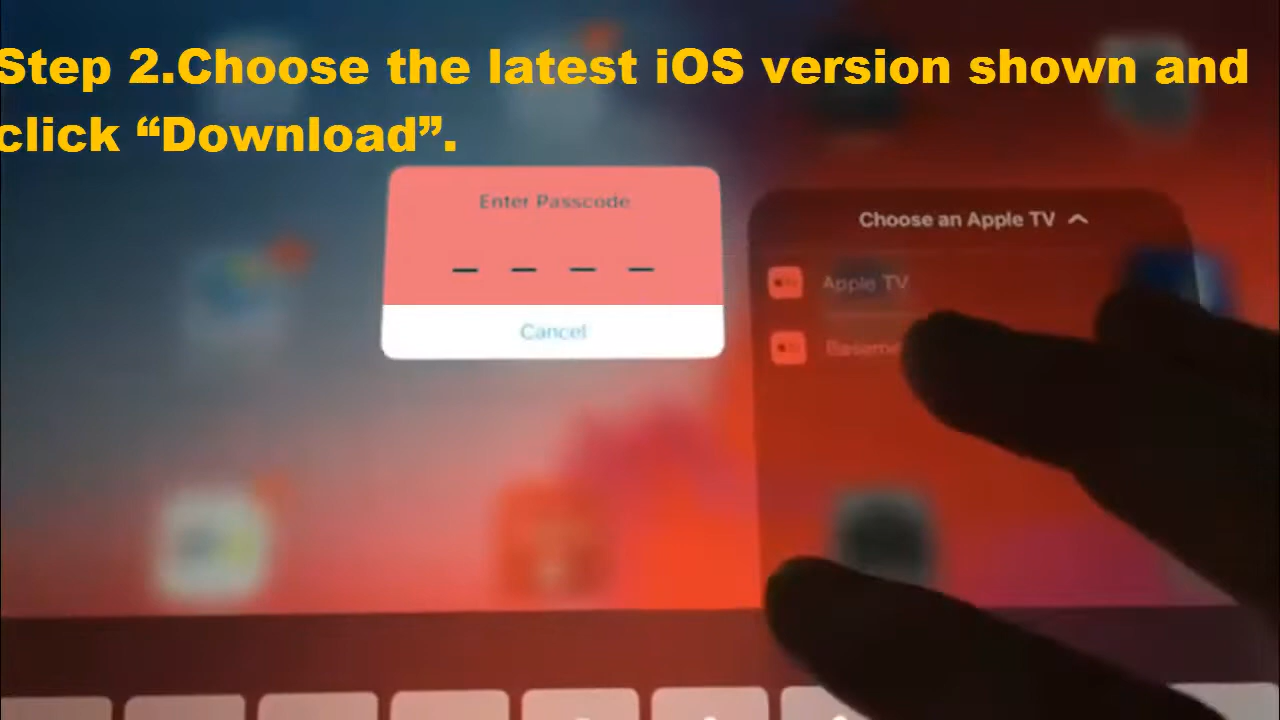 Step 2.Choose the latest iOS version shown and
click “Download”.
Enter Passcode
Cancel
Choose an Apple TV
Apple TV